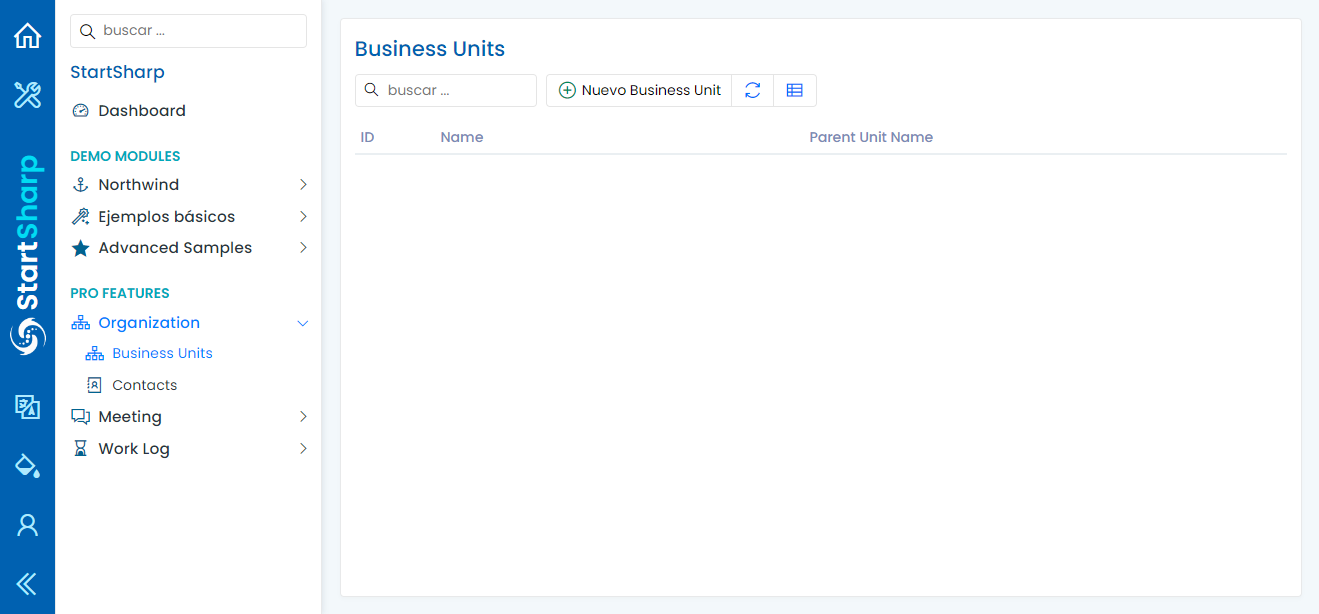 StartSharp
buscar ...
StartSharp
Dashboard
DEMO MODULES
Northwind
Ejemplos básicos
Advanced Samples
PRO FEATURES
Organization
Business Units
Contacts
Meeting
Work Log
Business Units
buscar ...
Nuevo Business Unit
ID Name Parent Unit Name